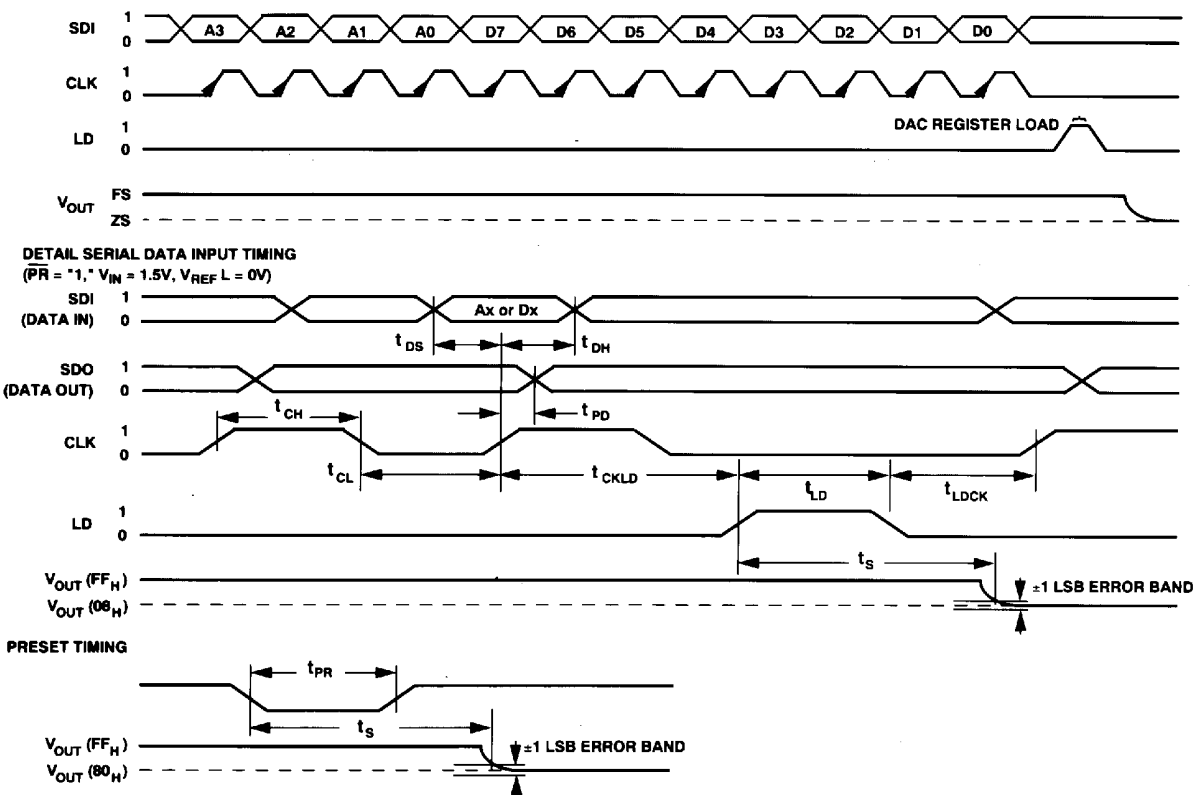 SDI 1 0 A3 A2 A1 A0 D7 D6 D5 D4 D3 D2 D1 D0
CLK 1 0
LD 1 0 DAC REGISTER LOAD
VOUT FS ZS
DETAIL SERIAL DATA INPUT TIMING
(PR = "1," VIN = 1.5V, VREF L = 0V)
SDI (DATA IN) 1 0 Ax or Dx
tDS tDH
SDO (DATA OUT) 1 0
tCH tPD
CLK 1 0
tCL tCKLD tLD tLDCK
LD 1 0
tS
VOUT (FFH) ±1 LSB ERROR BAND
VOUT (06H)
PRESET TIMING
tPR
tS
VOUT (FFH) ±1 LSB ERROR BAND
VOUT (80H)